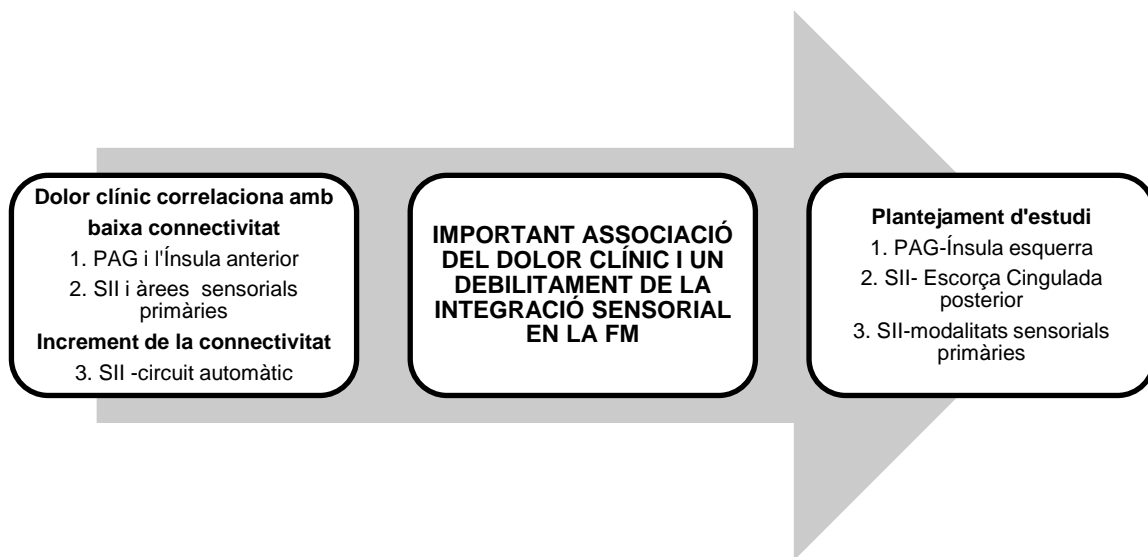 Dolor clínic correlaciona amb
baixa connectivitat
1. PAG i l'Ínsula anterior
2. SII i àrees sensorials
primàries
Increment de la connectivitat
3. SII -circuit automàtic
IMPORTANT ASSOCIACIÓ
DEL DOLOR CLÍNIC I UN
DEBILITAMENT DE LA
INTEGRACIÓ SENSORIAL
EN LA FM
Plantejament d'estudi
1. PAG-Ínsula esquerra
2. SII- Escorça Cingulada
posterior
3. SII-modalitats sensorials
primàries